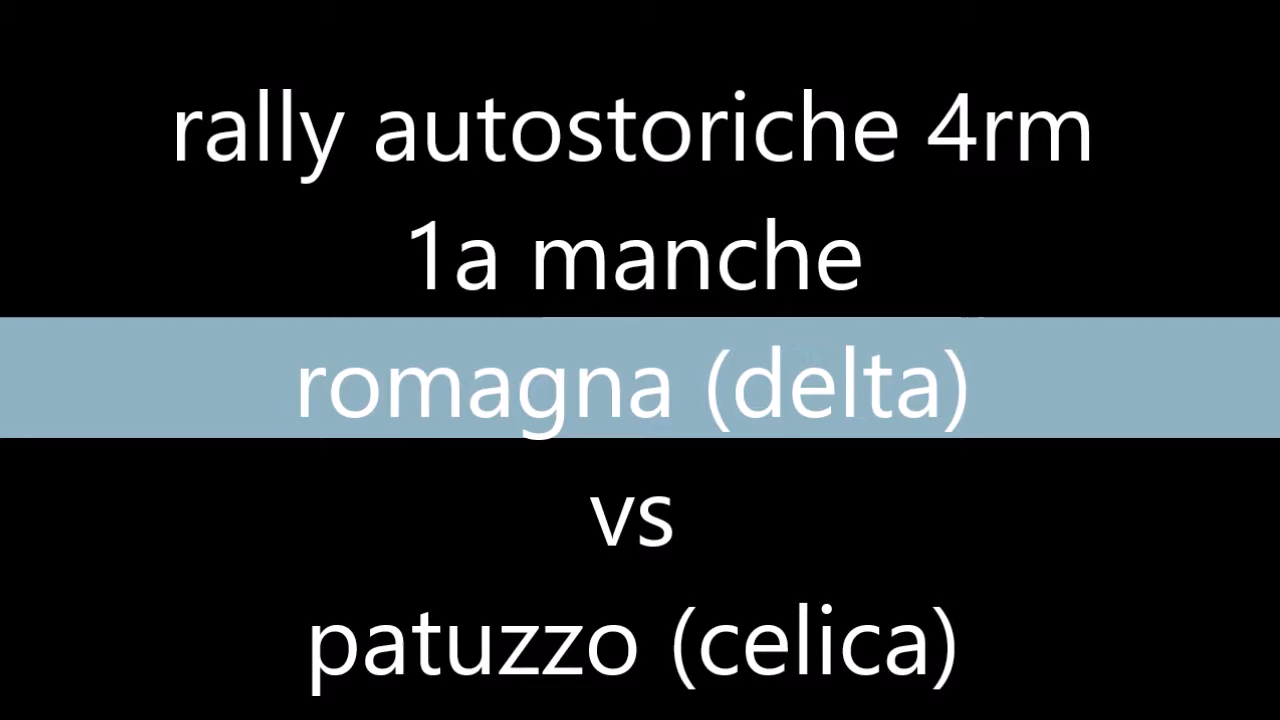 rally autostoriche 4rm
1a manche
romagna (delta)
vs
patuzzo (celica)